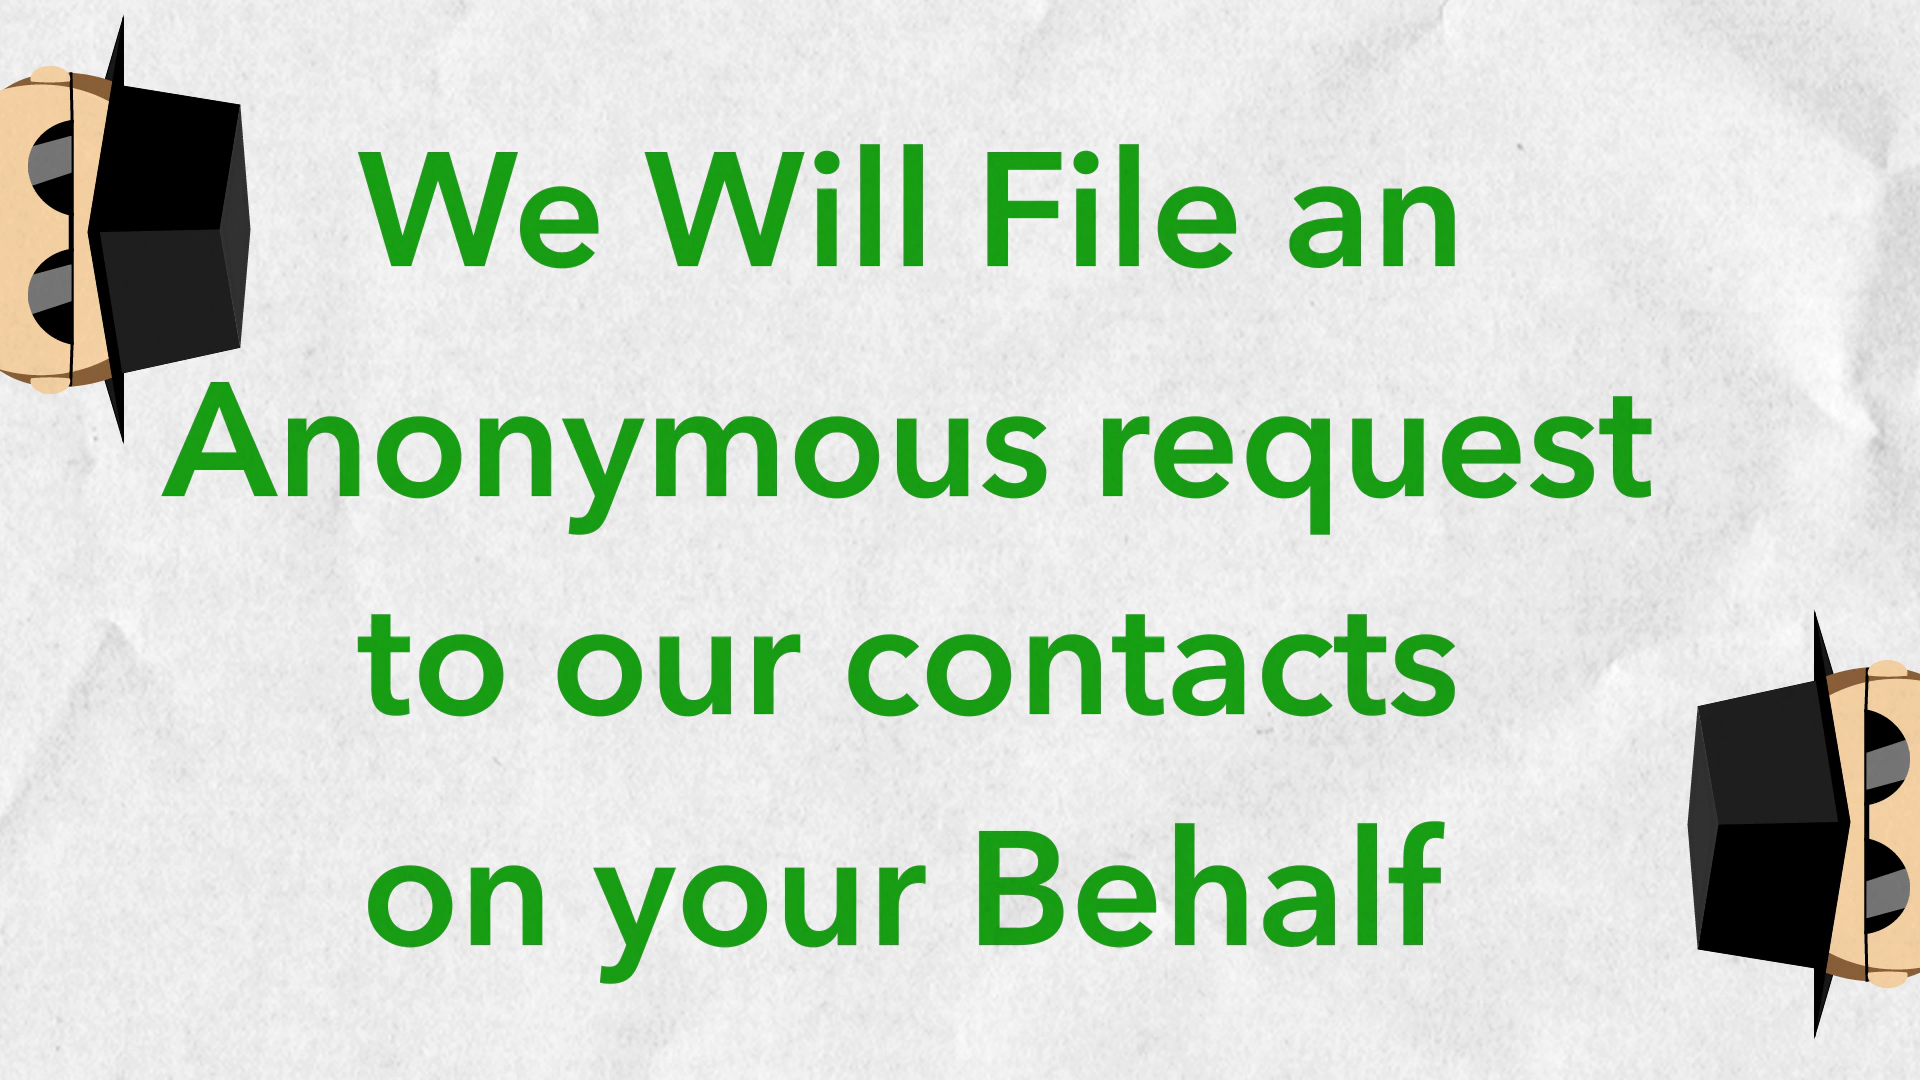 We Will File an
Anonymous request
to our contacts
on your Behalf